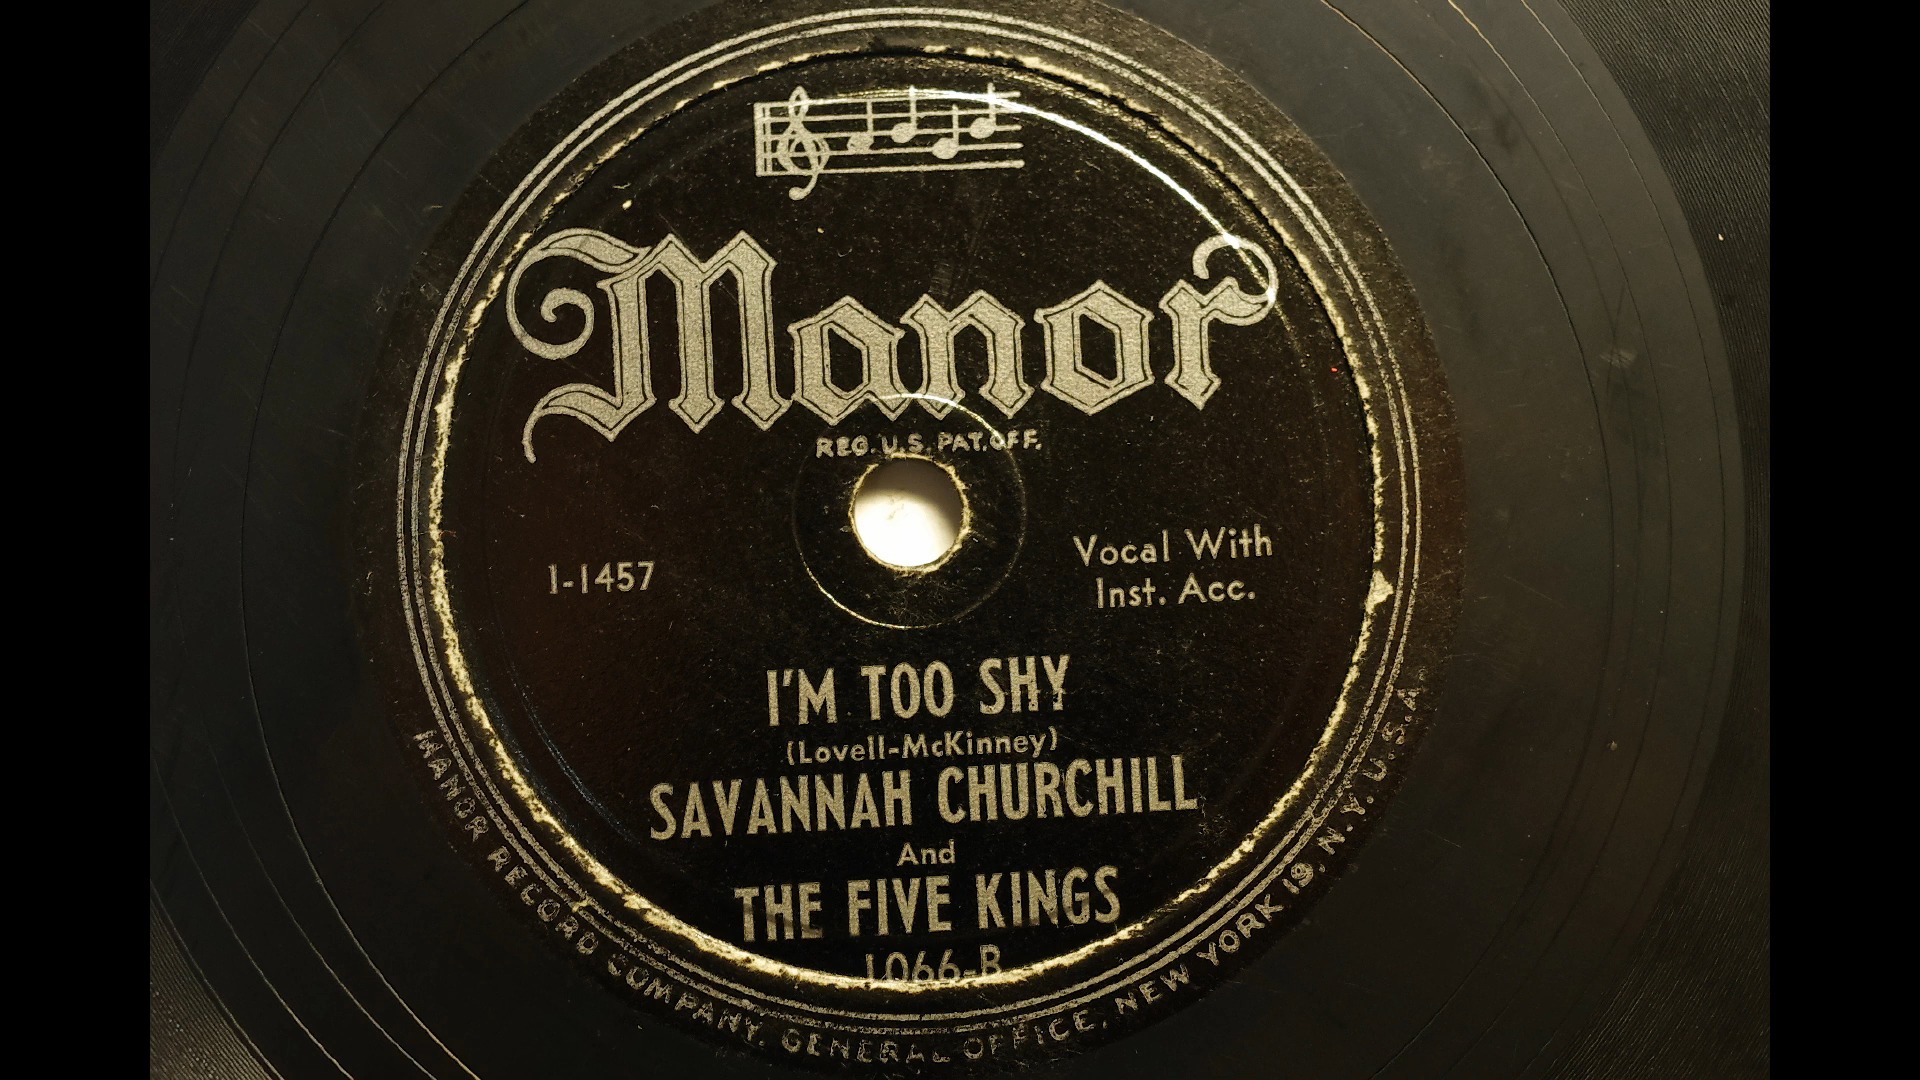 Manor
REG. U.S. PAT. OFF.
1-1457
Vocal With
Inst. Acc.
I'M TOO SHY
(Lovell-McKinney)
SAVANNAH CHURCHILL
And
THE FIVE KINGS
1066-B
MANOR RECORD COMPANY, GENERAL OFFICE, NEW YORK 19, N.Y. U.S.A